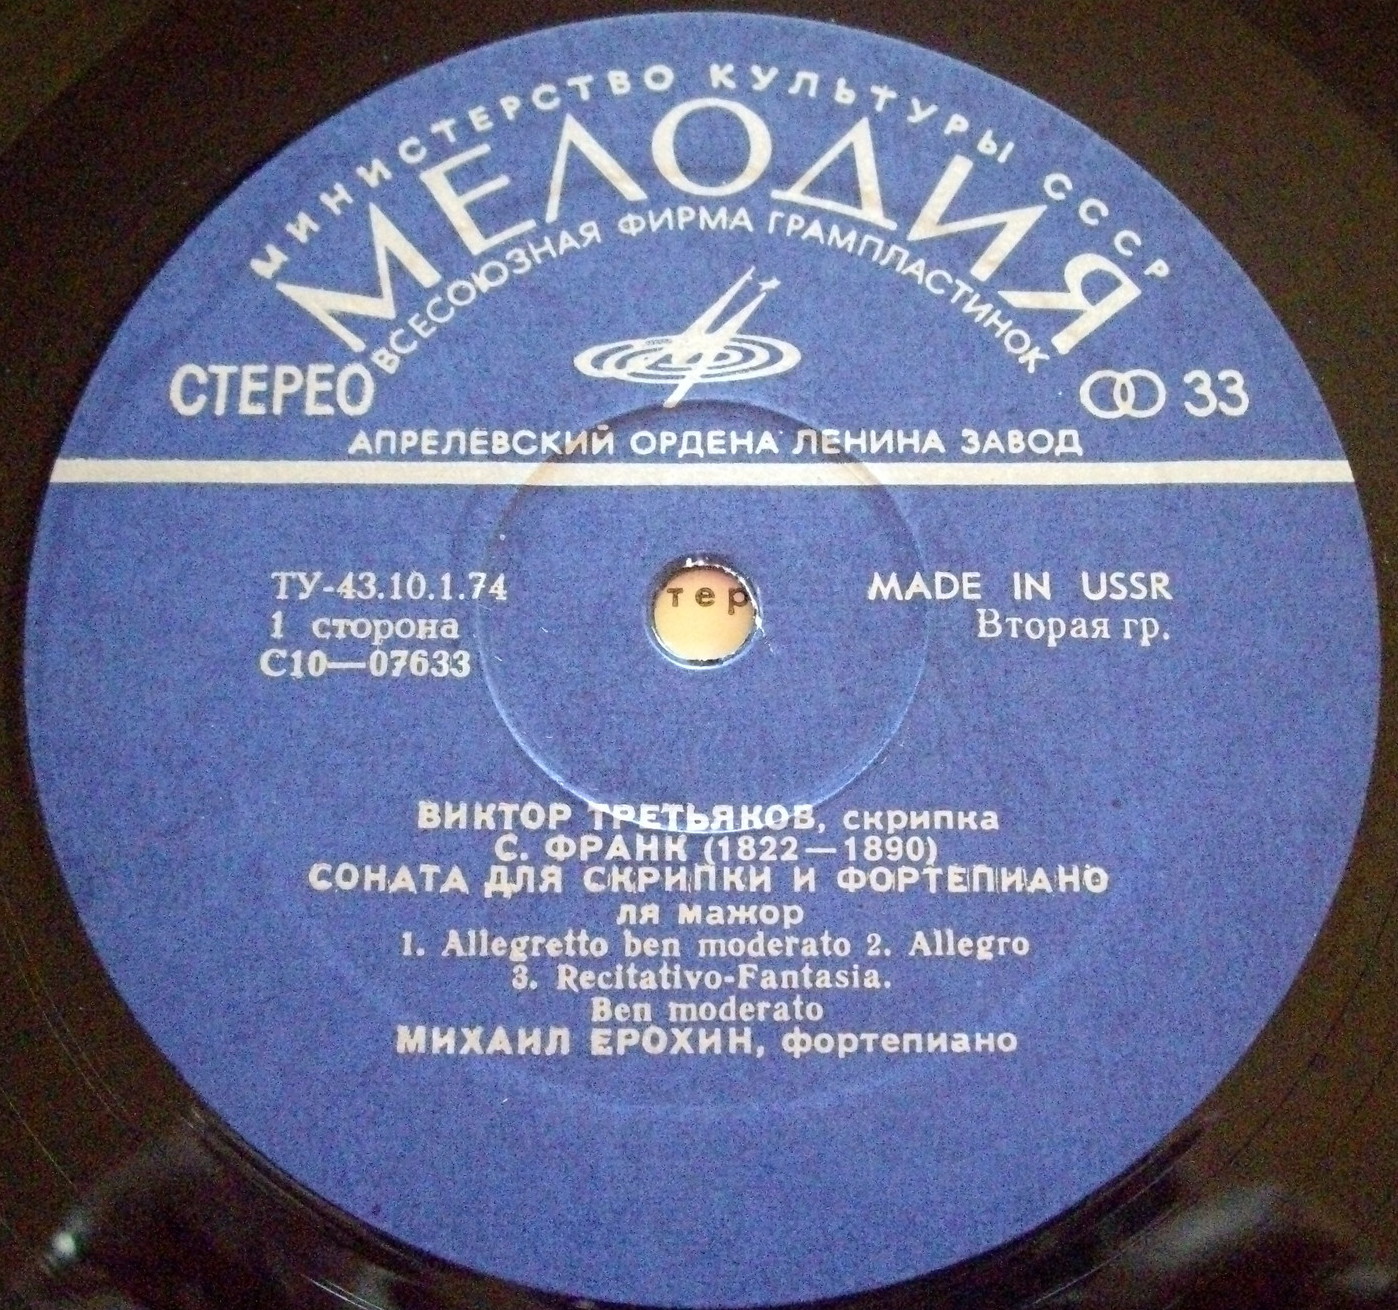 МИНИСТЕРСТВО КУЛЬТУРЫ СССР
МЕЛОДИЯ
ВСЕСОЮЗНАЯ ФИРМА ГРАМПЛАСТИНОК
СТЕРЕО
33
АПРЕЛЕВСКИЙ ОРДЕНА ЛЕНИНА ЗАВОД
ТУ-43.10.1.74
1 сторона
С10—07633
тер
MADE IN USSR
Вторая гр.
ВИКТОР ТРЕТЬЯКОВ, скрипка
С. ФРАНК (1822—1890)
СОНАТА ДЛЯ СКРИПКИ И ФОРТЕПИАНО
ля мажор
1. Allegretto ben moderato 2. Allegro
3. Recitativo-Fantasia.
Ben moderato
МИХАИЛ ЕРОХИН, фортепиано